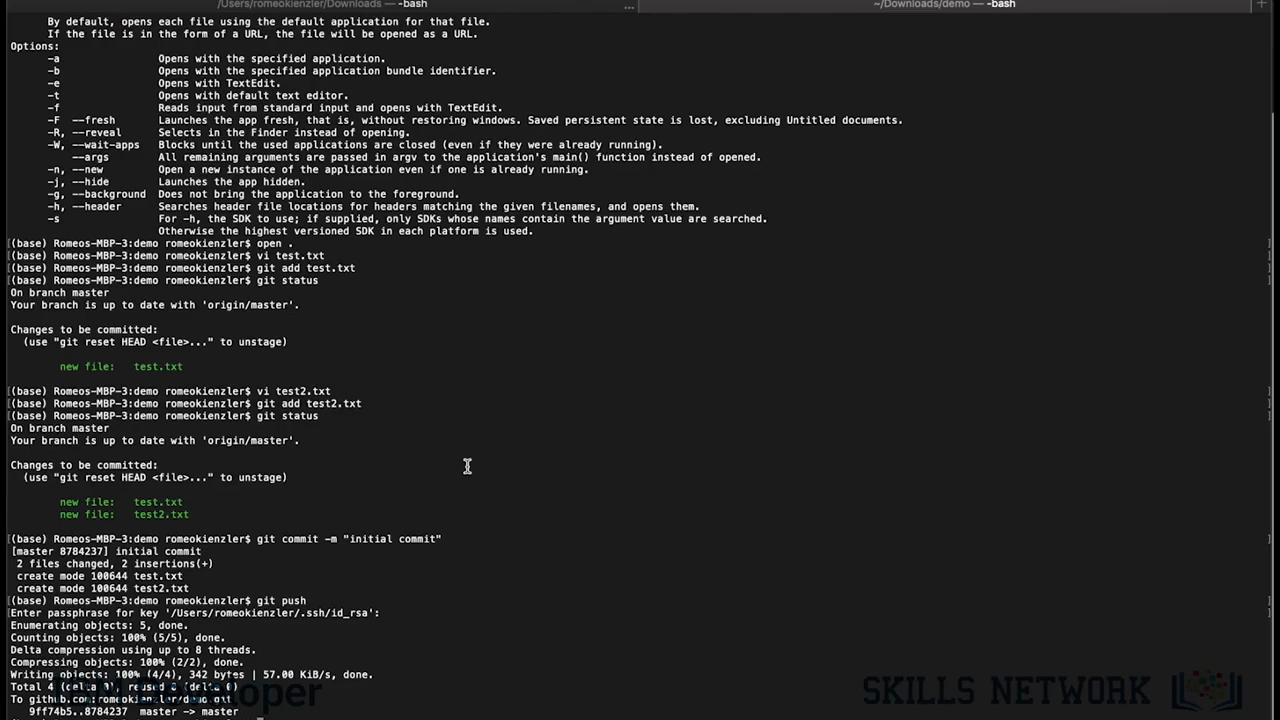 /Users/romeokienzler/Downloads — -bash
...
~/Downloads/demo — -bash
+
By default, opens each file using the default application for that file.
If the file is in the form of a URL, the file will be opened as a URL.
Options:
-a Opens with the specified application.
-b Opens with the specified application bundle identifier.
-e Opens with TextEdit.
-t Opens with default text editor.
-f Reads input from standard input and opens with TextEdit.
-F --fresh Launches the app fresh, that is, without restoring windows. Saved persistent state is lost, excluding Untitled documents.
-R, --reveal Selects in the Finder instead of opening.
-W, --wait-apps Blocks until the used applications are closed (even if they were already running).
--args All remaining arguments are passed in argv to the application's main() function instead of opened.
-n, --new Open a new instance of the application even if one is already running.
-j, --hide Launches the app hidden.
-g, --background Does not bring the application to the foreground.
-h, --header Searches header file locations for headers matching the given filenames, and opens them.
-s For -h, the SDK to use; if supplied, only SDKs whose names contain the argument value are searched.
Otherwise the highest versioned SDK in each platform is used.
[(base) Romeos-MBP-3:demo romeokienzler$ open . ]
[(base) Romeos-MBP-3:demo romeokienzler$ vi test.txt ]
[(base) Romeos-MBP-3:demo romeokienzler$ git add test.txt ]
[(base) Romeos-MBP-3:demo romeokienzler$ git status ]
On branch master
Your branch is up to date with 'origin/master'.
Changes to be committed:
(use "git reset HEAD <file>..." to unstage)
new file: test.txt
[(base) Romeos-MBP-3:demo romeokienzler$ vi test2.txt ]
[(base) Romeos-MBP-3:demo romeokienzler$ git add test2.txt ]
[(base) Romeos-MBP-3:demo romeokienzler$ git status ]
On branch master
Your branch is up to date with 'origin/master'.
Changes to be committed:
(use "git reset HEAD <file>..." to unstage)
new file: test.txt
new file: test2.txt
[(base) Romeos-MBP-3:demo romeokienzler$ git commit -m "initial commit" ]
[master 8784237] initial commit
2 files changed, 2 insertions(+)
create mode 100644 test.txt
create mode 100644 test2.txt
[(base) Romeos-MBP-3:demo romeokienzler$ git push ]
[Enter passphrase for key '/Users/romeokienzler/.ssh/id_rsa': ]
Enumerating objects: 5, done.
Counting objects: 100% (5/5), done.
Delta compression using up to 8 threads.
Compressing objects: 100% (2/2), done.
Writing objects: 100% (4/4), 342 bytes | 57.00 KiB/s, done.
Total 4 (delta 0), reused 0 (delta 0)
To github.com:romeokienzler/demo.git
9ff74b5..8784237 master -> master
IBM Developer
SKILLS NETWORK